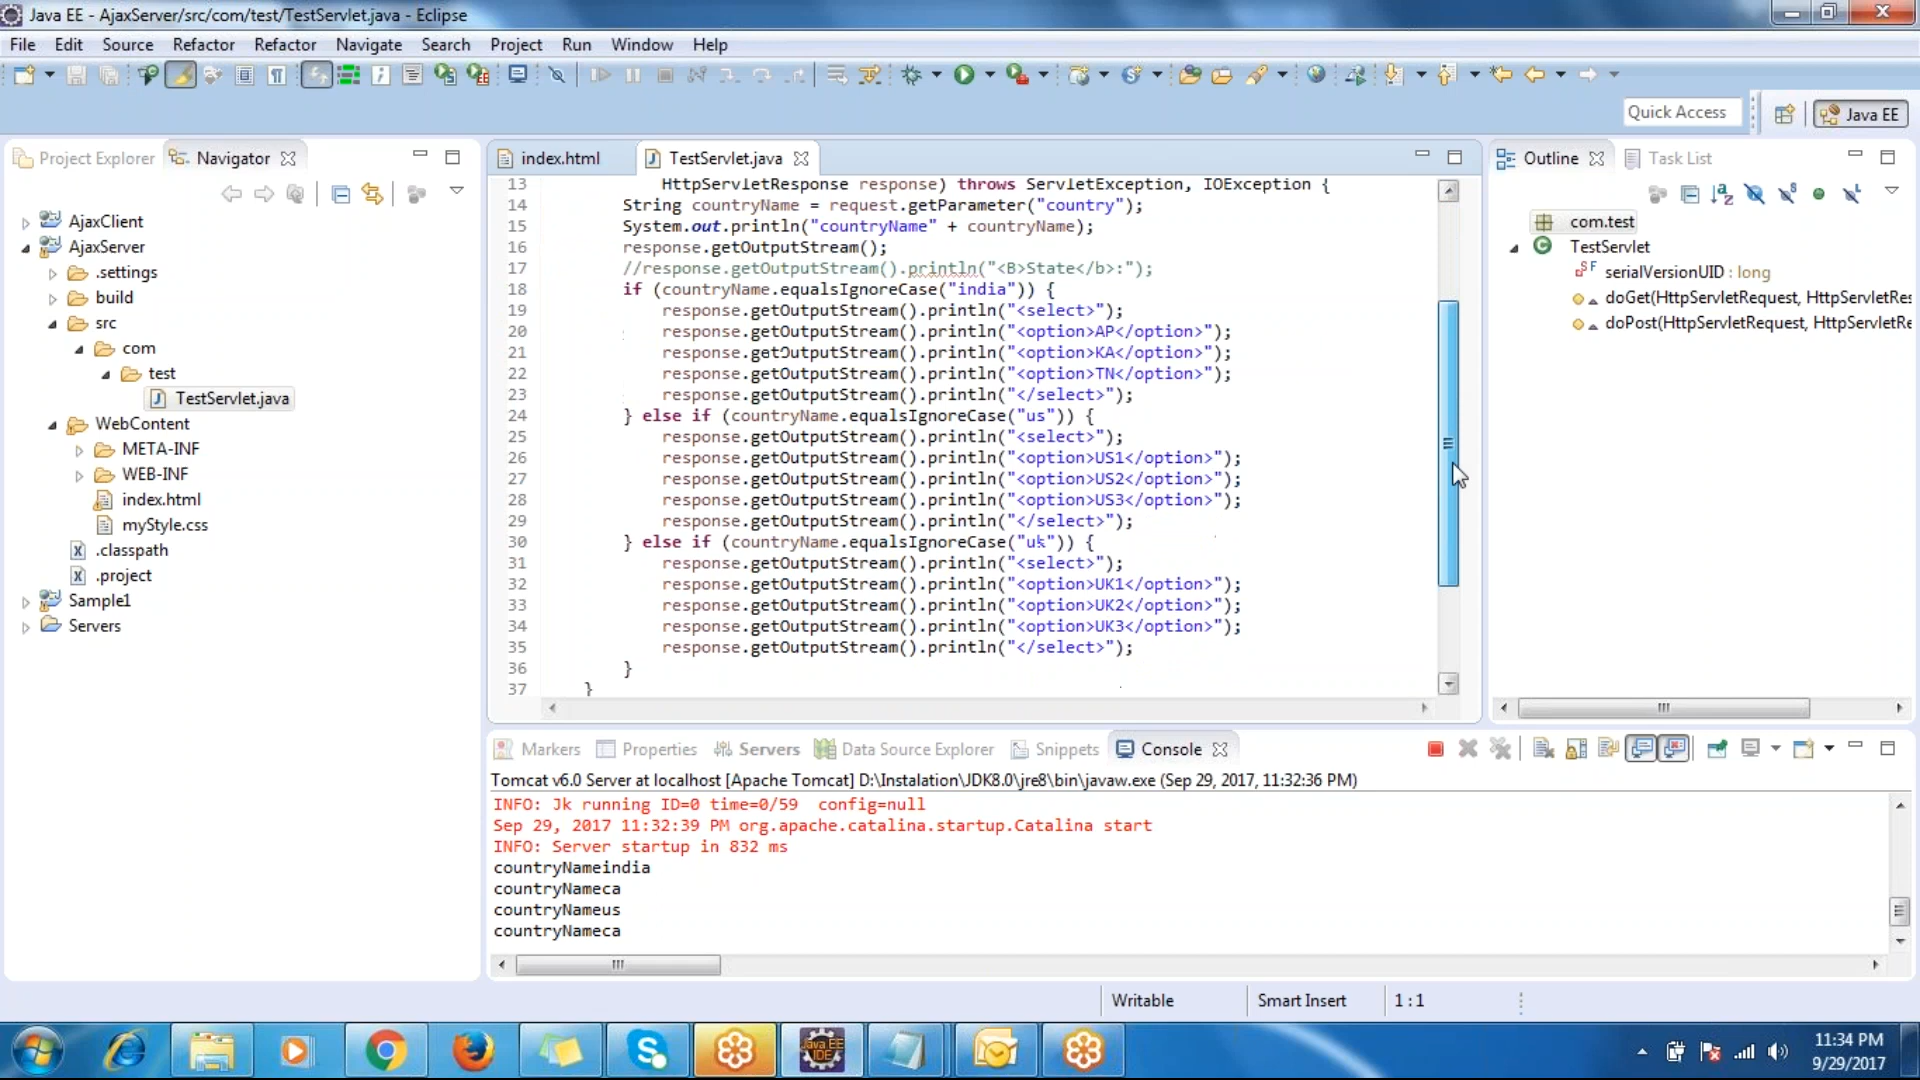 Java EE - AjaxServer/src/com/test/TestServlet.java - Eclipse
File Edit Source Refactor Refactor Navigate Search Project Run Window Help
Quick Access
Java EE
Project Explorer
Navigator
AjaxClient
AjaxServer
.settings
build
src
com
test
TestServlet.java
WebContent
META-INF
WEB-INF
index.html
myStyle.css
.classpath
.project
Sample1
Servers
index.html
TestServlet.java
13 HttpServletResponse response) throws ServletException, IOException {
14 String countryName = request.getParameter("country");
15 System.out.println("countryName" + countryName);
16 response.getOutputStream();
17 //response.getOutputStream().println("<B>State</b>:");
18 if (countryName.equalsIgnoreCase("india")) {
19 response.getOutputStream().println("<select>");
20 response.getOutputStream().println("<option>AP</option>");
21 response.getOutputStream().println("<option>KA</option>");
22 response.getOutputStream().println("<option>TN</option>");
23 response.getOutputStream().println("</select>");
24 } else if (countryName.equalsIgnoreCase("us")) {
25 response.getOutputStream().println("<select>");
26 response.getOutputStream().println("<option>US1</option>");
27 response.getOutputStream().println("<option>US2</option>");
28 response.getOutputStream().println("<option>US3</option>");
29 response.getOutputStream().println("</select>");
30 } else if (countryName.equalsIgnoreCase("uk")) {
31 response.getOutputStream().println("<select>");
32 response.getOutputStream().println("<option>UK1</option>");
33 response.getOutputStream().println("<option>UK2</option>");
34 response.getOutputStream().println("<option>UK3</option>");
35 response.getOutputStream().println("</select>");
36 }
37 }
Outline
Task List
com.test
TestServlet
serialVersionUID : long
doGet(HttpServletRequest, HttpServletRes
doPost(HttpServletRequest, HttpServletRe
Markers Properties Servers Data Source Explorer Snippets Console
Tomcat v6.0 Server at localhost [Apache Tomcat] D:\Instalation\JDK8.0\jre8\bin\javaw.exe (Sep 29, 2017, 11:32:36 PM)
INFO: Jk running ID=0 time=0/59 config=null
Sep 29, 2017 11:32:39 PM org.apache.catalina.startup.Catalina start
INFO: Server startup in 832 ms
countryNameindia
countryNameca
countryNameus
countryNameca
Writable
Smart Insert
1 : 1
Java EE
IDE
11:34 PM
9/29/2017